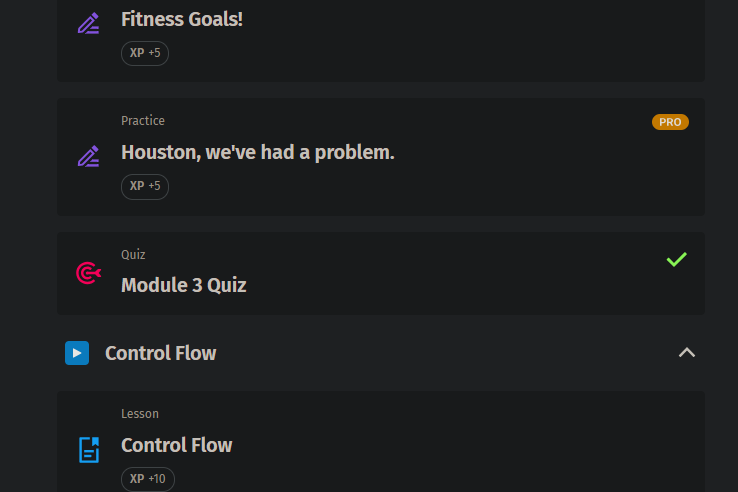 Fitness Goals!
XP +5
Practice
PRO
Houston, we've had a problem.
XP +5
Quiz
Module 3 Quiz
Control Flow
Lesson
Control Flow
XP +10